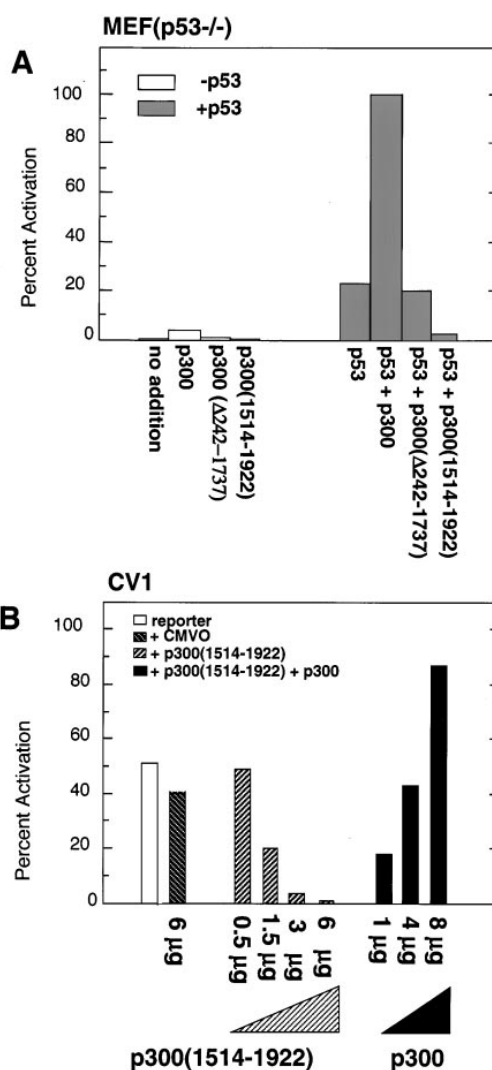 MEF(p53-/-)
A
-p53
+p53
Percent Activation
100
80
60
40
20
0
no addition
p300
p300 (Δ242–1737)
p300(1514-1922)
p53
p53 + p300
p53 + p300(Δ242-1737)
p53 + p300(1514-1922)
CV1
B
reporter
+ CMVO
+ p300(1514-1922)
+ p300(1514-1922) + p300
Percent Activation
100
80
60
40
20
0
6 µg
0.5 µg
1.5 µg
3 µg
6 µg
1 µg
4 µg
8 µg
p300(1514-1922)
p300